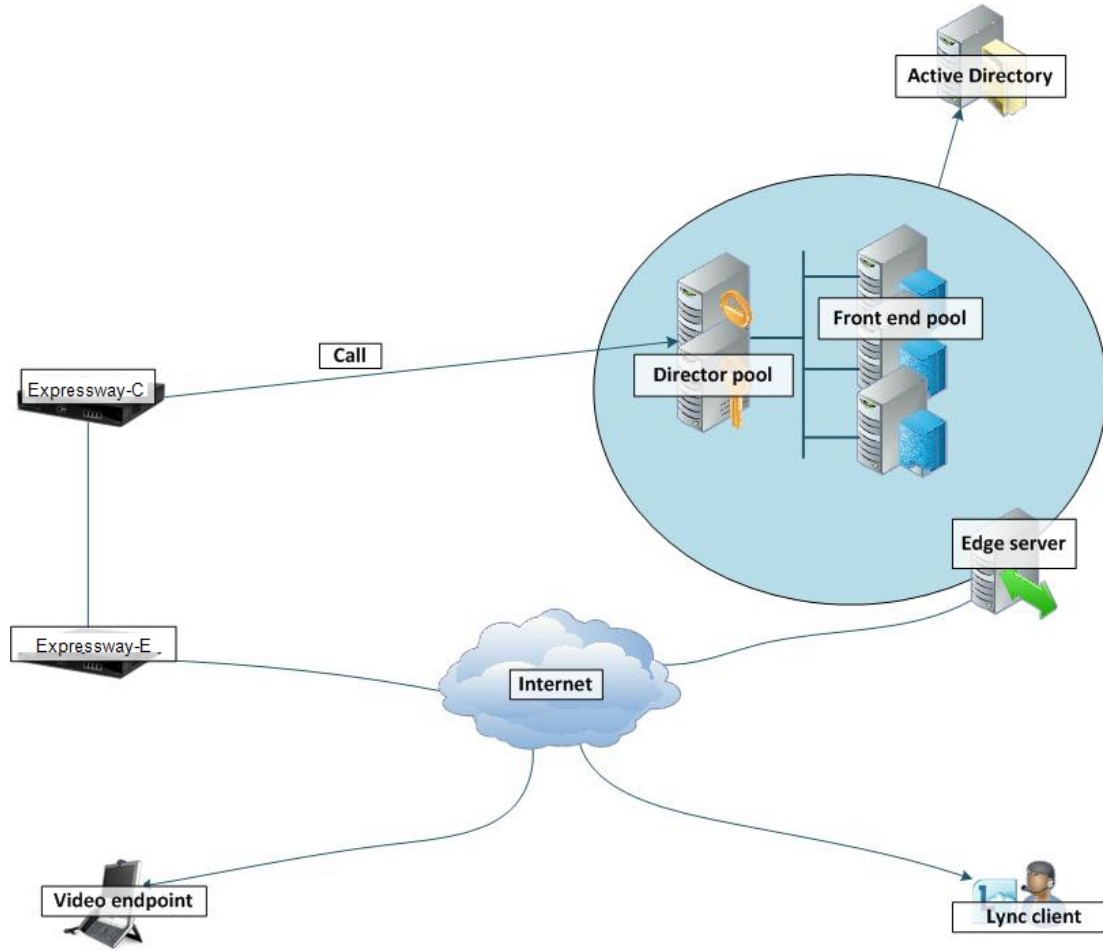 Active Directory
Front end pool
Call
Director pool
Expressway-C
Edge server
Expressway-E
Internet
Video endpoint
Lync client